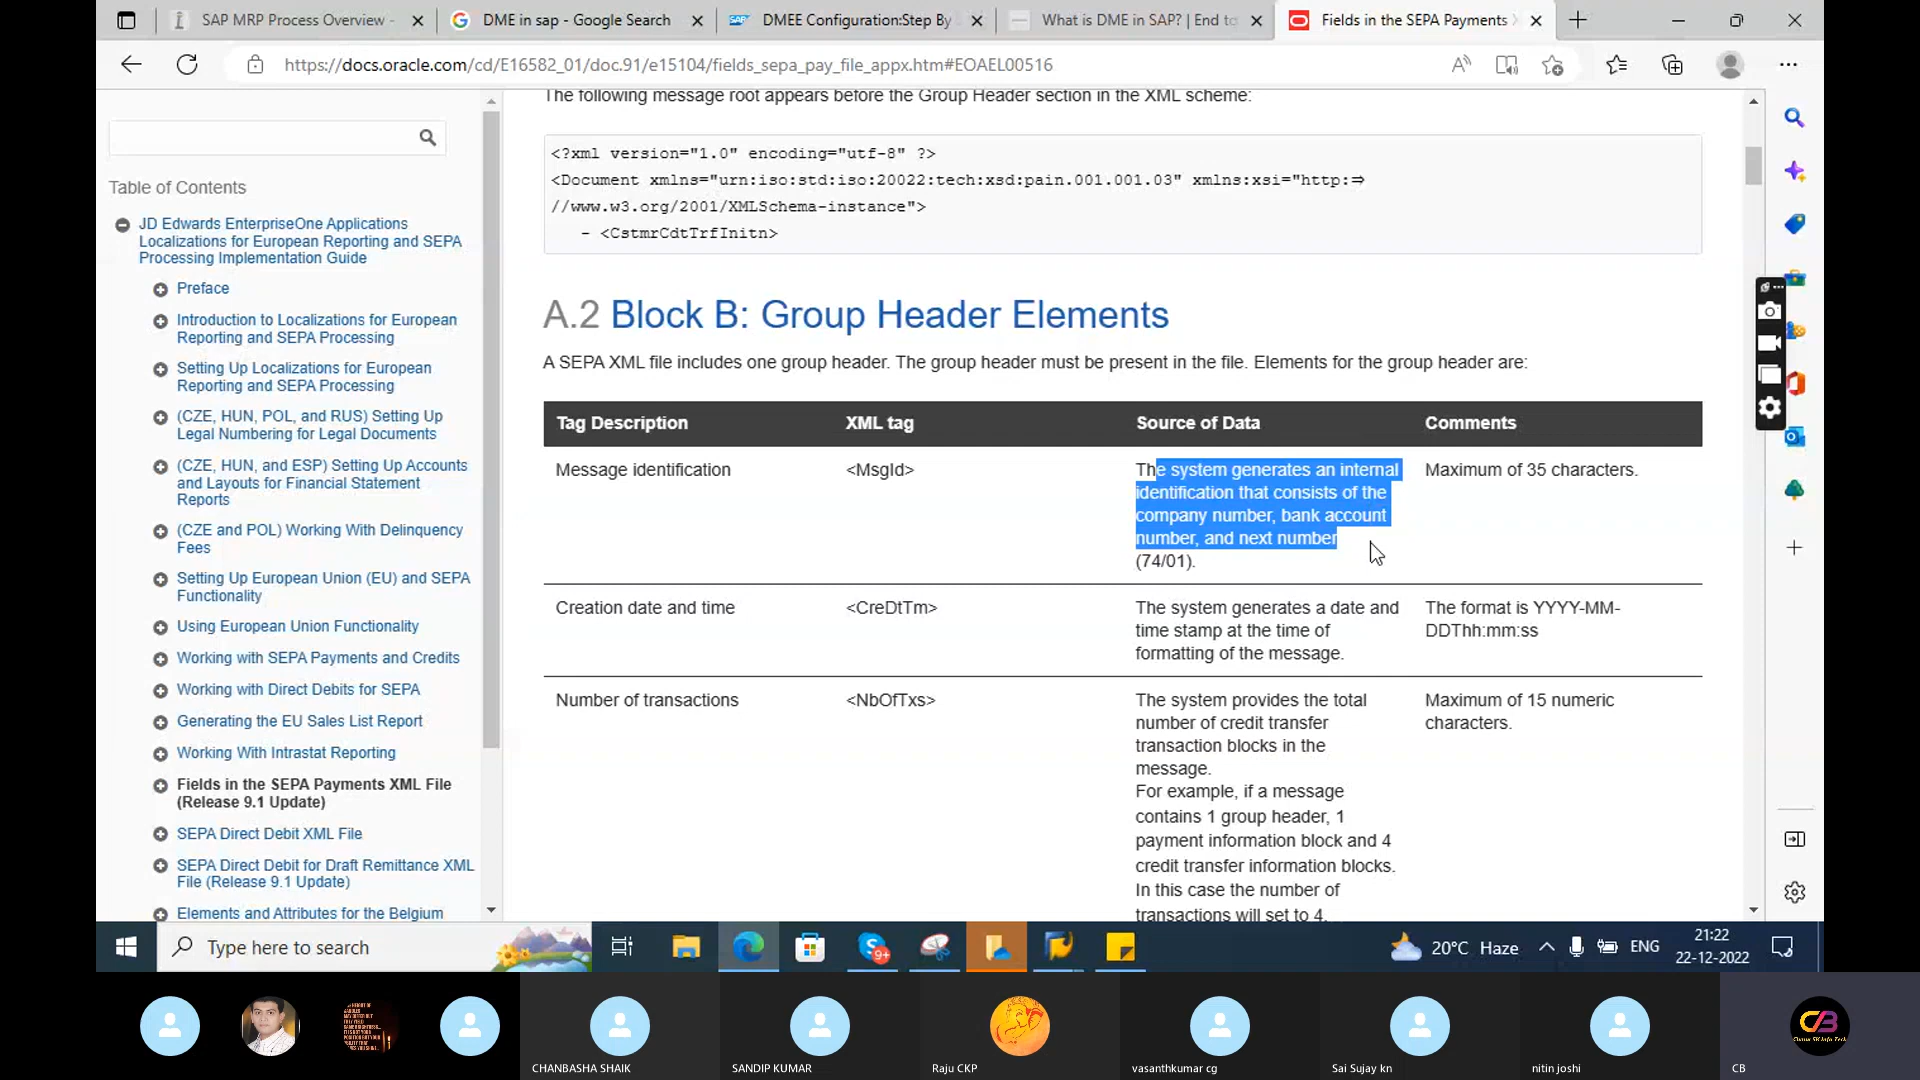 SAP MRP Process Overview -
DME in sap - Google Search
DMEE Configuration:Step By
What is DME in SAP? | End to
Fields in the SEPA Payments X
https://docs.oracle.com/cd/E16582_01/doc.91/e15104/fields_sepa_pay_file_appx.htm#EOAEL00516
Table of Contents
JD Edwards EnterpriseOne Applications
Localizations for European Reporting and SEPA
Processing Implementation Guide
Preface
Introduction to Localizations for European
Reporting and SEPA Processing
Setting Up Localizations for European
Reporting and SEPA Processing
(CZE, HUN, POL, and RUS) Setting Up
Legal Numbering for Legal Documents
(CZE, HUN, and ESP) Setting Up Accounts
and Layouts for Financial Statement
Reports
(CZE and POL) Working With Delinquency
Fees
Setting Up European Union (EU) and SEPA
Functionality
Using European Union Functionality
Working with SEPA Payments and Credits
Working with Direct Debits for SEPA
Generating the EU Sales List Report
Working With Intrastat Reporting
Fields in the SEPA Payments XML File
(Release 9.1 Update)
SEPA Direct Debit XML File
SEPA Direct Debit for Draft Remittance XML
File (Release 9.1 Update)
Elements and Attributes for the Belgium
The following message root appears before the Group Header section in the XML scheme:
<?xml version="1.0" encoding="utf-8" ?>
<Document xmlns="urn:iso:std:iso:20022:tech:xsd:pain.001.001.03" xmlns:xsi="http:⇒
//www.w3.org/2001/XMLSchema-instance">
- <CstmrCdtTrfInitn>
A.2 Block B: Group Header Elements
A SEPA XML file includes one group header. The group header must be present in the file. Elements for the group header are:
Tag Description XML tag Source of Data Comments
Message identification <MsgId> The system generates an internal Maximum of 35 characters.
identification that consists of the
company number, bank account
number, and next number
(74/01).
Creation date and time <CreDtTm> The system generates a date and The format is YYYY-MM-
time stamp at the time of DDThh:mm:ss
formatting of the message.
Number of transactions <NbOfTxs> The system provides the total Maximum of 15 numeric
number of credit transfer characters.
transaction blocks in the
message.
For example, if a message
contains 1 group header, 1
payment information block and 4
credit transfer information blocks.
In this case the number of
transactions will set to 4.
Type here to search
9+
20°C Haze
ENG
21:22
22-12-2022
CHANBASHA SHAIK
SANDIP KUMAR
Raju CKP
vasanthkumar cg
Sai Sujay kn
nitin joshi
CB